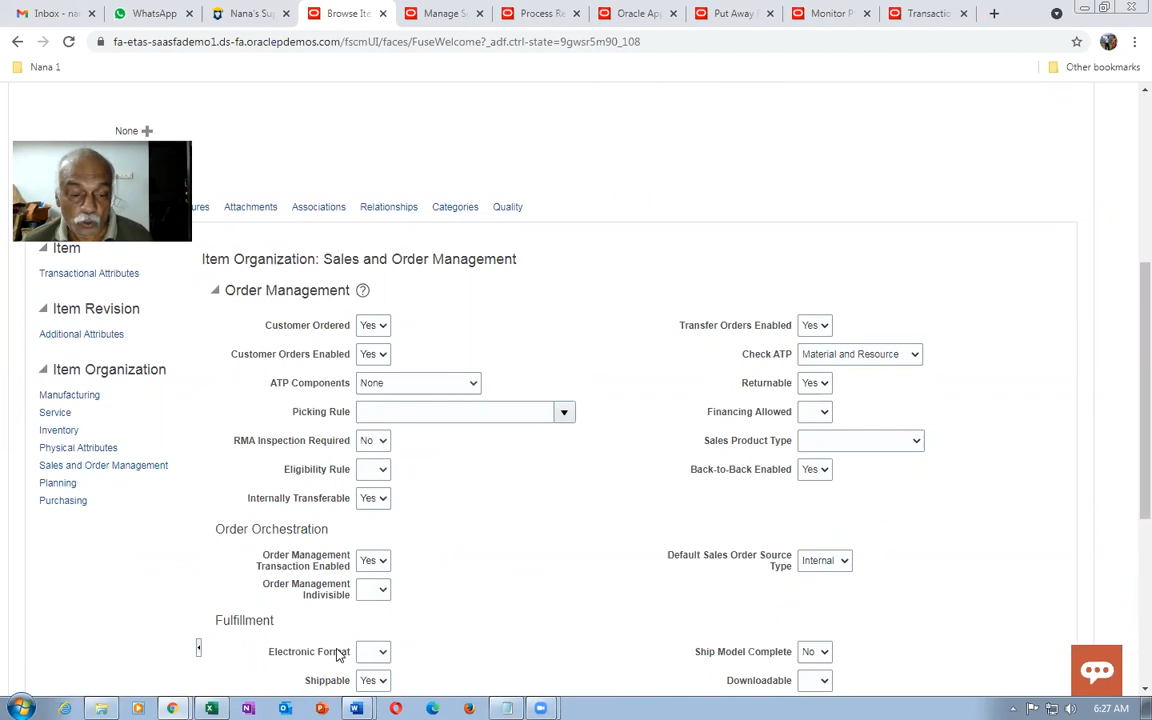 Inbox - nan
WhatsApp
Nana's Sup
Browse Ite
Manage S
Process Re
Oracle App
Put Away F
Monitor P
Transactio
fa-etas-saasfademo1.ds-fa.oraclepdemos.com/fscmUI/faces/FuseWelcome?_adf.ctrl-state=9gwsr5m90_108
Nana 1
Other bookmarks
None
ures Attachments Associations Relationships Categories Quality
Item
Transactional Attributes
Item Revision
Additional Attributes
Item Organization
Manufacturing
Service
Inventory
Physical Attributes
Sales and Order Management
Planning
Purchasing
Item Organization: Sales and Order Management
Order Management
Customer Ordered Yes
Transfer Orders Enabled Yes
Customer Orders Enabled Yes
Check ATP Material and Resource
ATP Components None
Returnable Yes
Picking Rule
Financing Allowed
RMA Inspection Required No
Sales Product Type
Eligibility Rule
Back-to-Back Enabled Yes
Internally Transferable Yes
Order Orchestration
Order Management
Transaction Enabled Yes
Default Sales Order Source
Type Internal
Order Management
Indivisible
Fulfillment
Electronic Format
Ship Model Complete No
Shippable Yes
Downloadable
6:27 AM